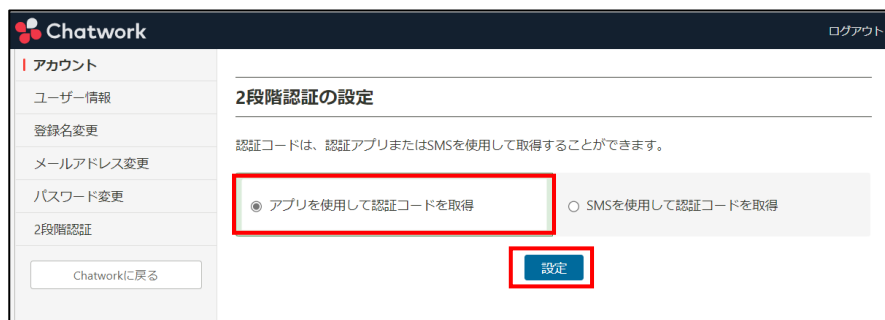 Chatwork
ログアウト
アカウント
ユーザー情報
登録名変更
メールアドレス変更
パスワード変更
2段階認証
Chatworkに戻る
2段階認証の設定
認証コードは、認証アプリまたはSMSを使用して取得することができます。
アプリを使用して認証コードを取得
SMSを使用して認証コードを取得
設定